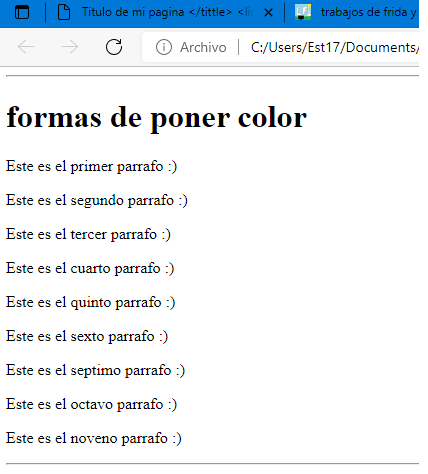 Titulo de mi pagina </tittle> <li
trabajos de frida y
Archivo | C:/Users/Est17/Documents/
formas de poner color
Este es el primer parrafo :)
Este es el segundo parrafo :)
Este es el tercer parrafo :)
Este es el cuarto parrafo :)
Este es el quinto parrafo :)
Este es el sexto parrafo :)
Este es el septimo parrafo :)
Este es el octavo parrafo :)
Este es el noveno parrafo :)